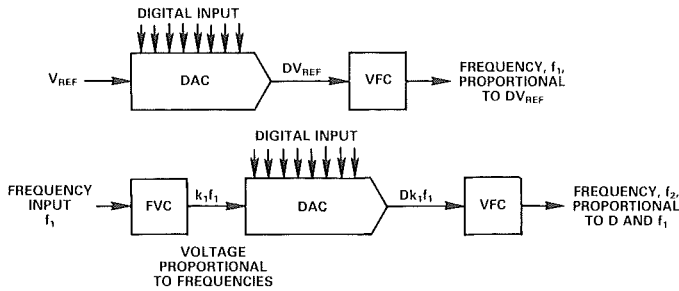 DIGITAL INPUT
V_REF
DAC
DV_REF
VFC
FREQUENCY, f₁,
PROPORTIONAL
TO DV_REF
DIGITAL INPUT
FREQUENCY
INPUT
f₁
FVC
k₁f₁
DAC
Dk₁f₁
VFC
FREQUENCY, f₂,
PROPORTIONAL
TO D AND f₁
VOLTAGE
PROPORTIONAL
TO FREQUENCIES